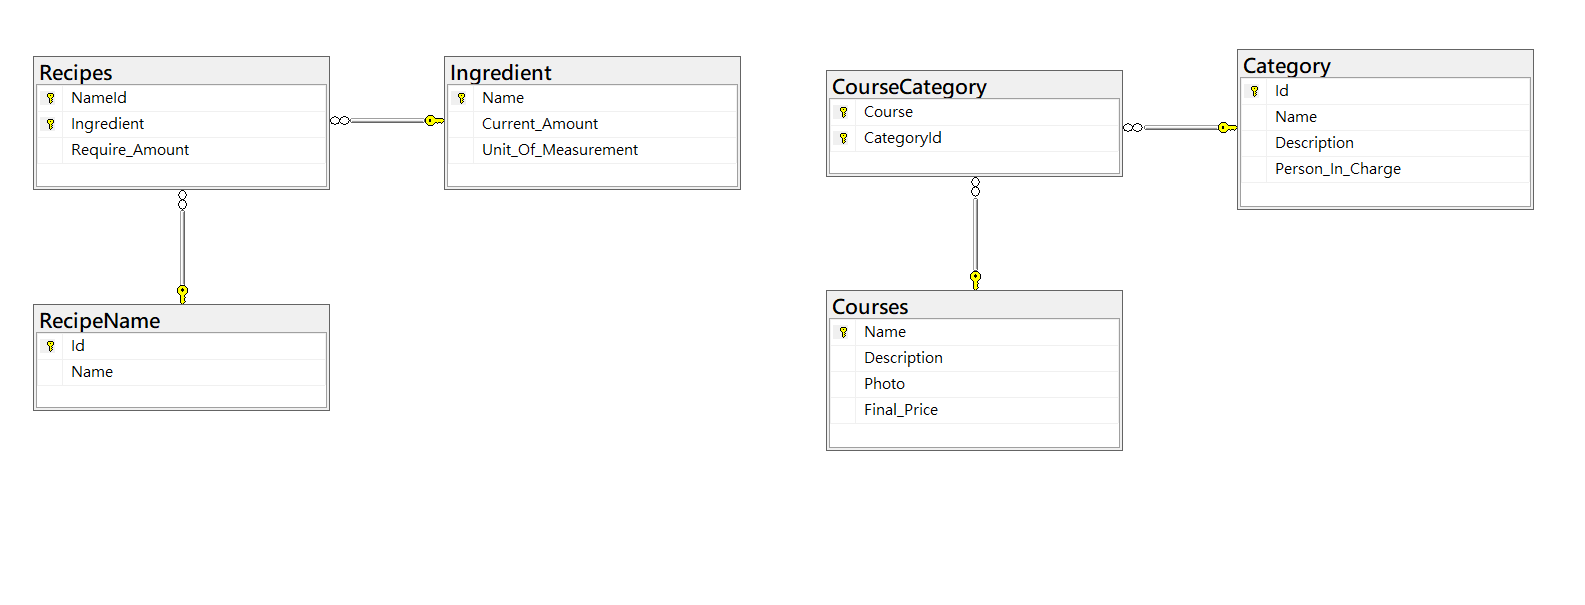 Recipes
NameId
Ingredient
Require_Amount
Ingredient
Name
Current_Amount
Unit_Of_Measurement
RecipeName
Id
Name
CourseCategory
Course
CategoryId
Category
Id
Name
Description
Person_In_Charge
Courses
Name
Description
Photo
Final_Price